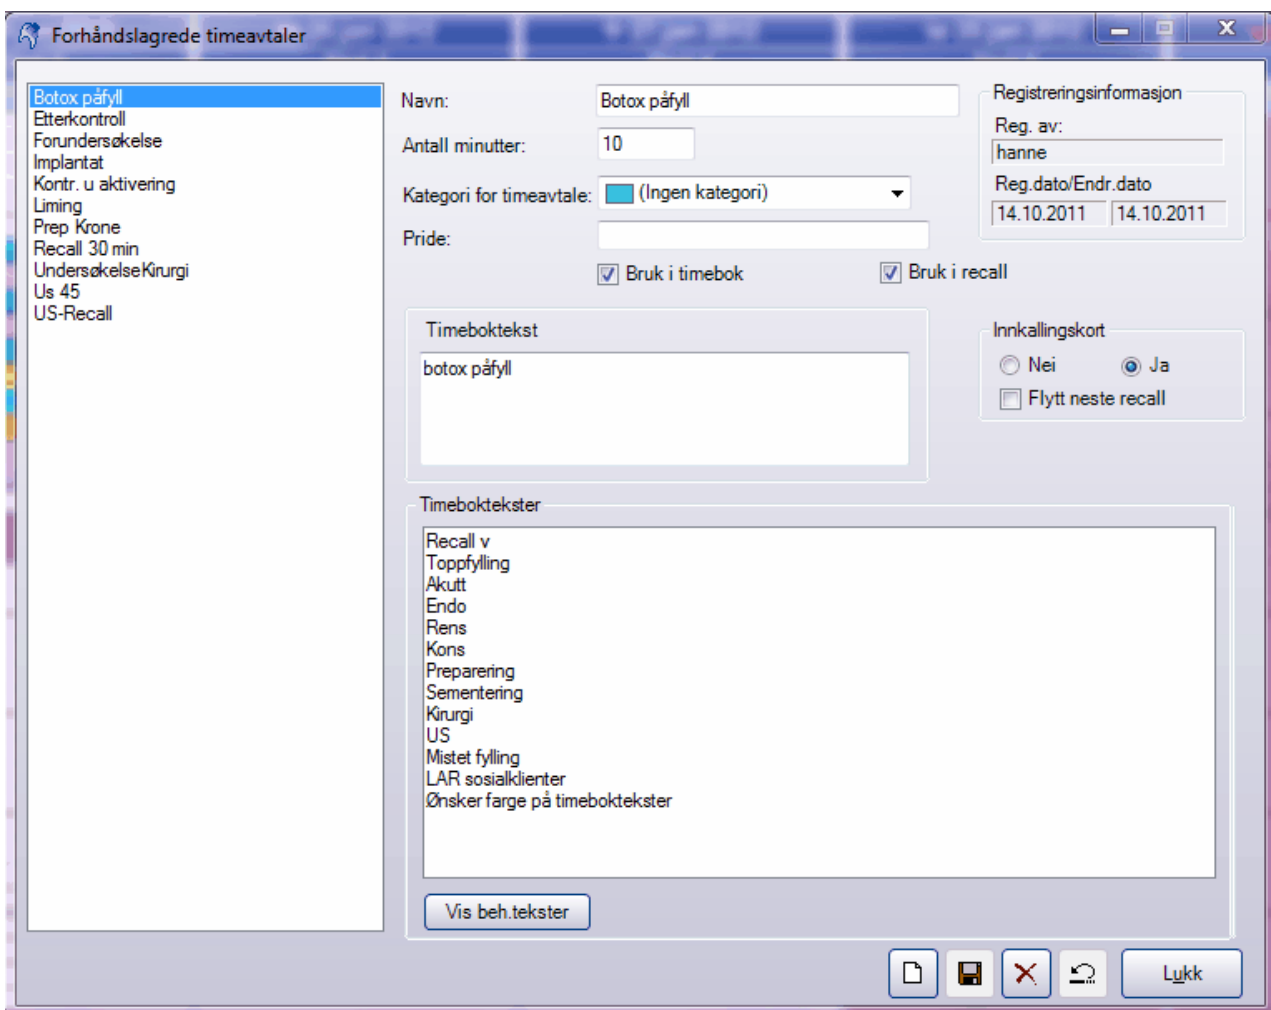 Forhåndslagrede timeavtaler
Botox påfyll
Etterkontroll
Forundersøkelse
Implantat
Kontr. u aktivering
Liming
Prep Krone
Recall 30 min
UndersøkelseKirurgi
Us 45
US-Recall
Navn: Botox påfyll
Antall minutter: 10
Kategori for timeavtale: (Ingen kategori)
Pride:
Bruk i timebok Bruk i recall
Registreringsinformasjon
Reg. av:
hanne
Reg.dato/Endr.dato
14.10.2011 14.10.2011
Timeboktekst
botox påfyll
Innkallingskort
Nei Ja
Flytt neste recall
Timeboktekster
Recall v
Toppfylling
Akutt
Endo
Rens
Kons
Preparering
Sementering
Kirurgi
US
Mistet fylling
LAR sosialklienter
Ønsker farge på timeboktekster
Vis beh.tekster
Lukk